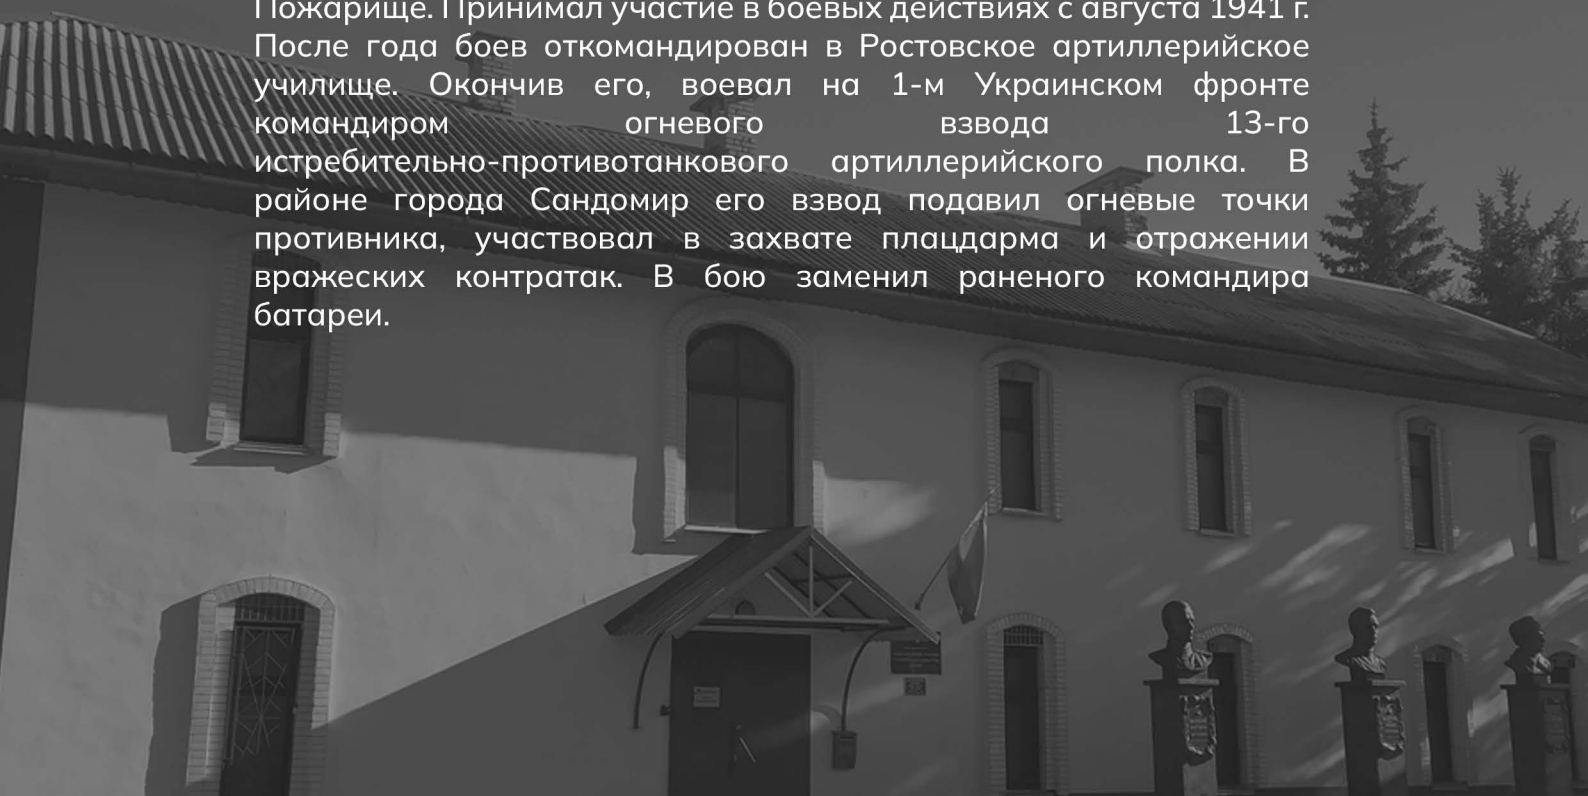 Пожарище. Принимал участие в боевых действиях с августа 1941 г.
После года боев откомандирован в Ростовское артиллерийское
училище. Окончив его, воевал на 1-м Украинском фронте
командиром огневого взвода 13-го
истребительно-противотанкового артиллерийского полка. В
районе города Сандомир его взвод подавил огневые точки
противника, участвовал в захвате плацдарма и отражении
вражеских контратак. В бою заменил раненого командира
батареи.